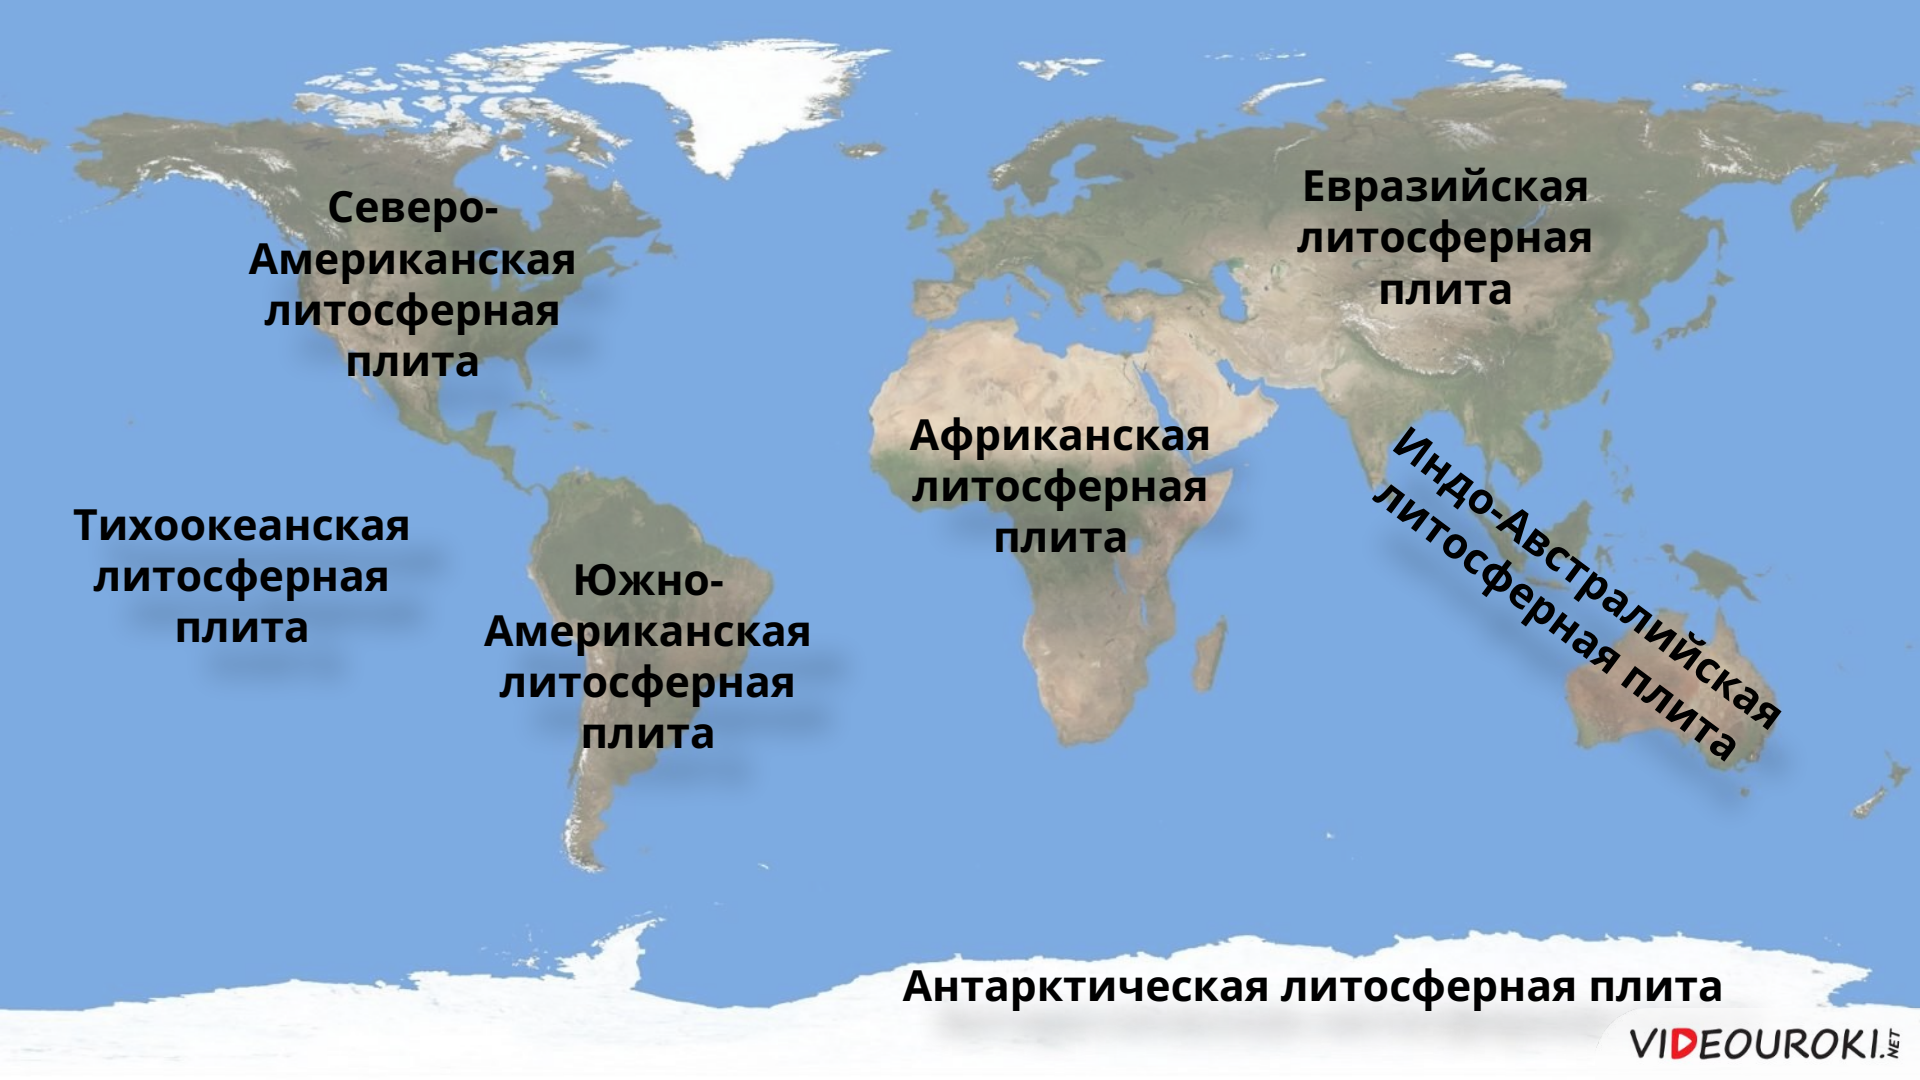 Северо-
Американская
литосферная
плита
Евразийская
литосферная
плита
Африканская
литосферная
плита
Индо-Австралийская
литосферная плита
Тихоокеанская
литосферная
плита
Южно-
Американская
литосферная
плита
Антарктическая литосферная плита
VIDEOUROKI.NET